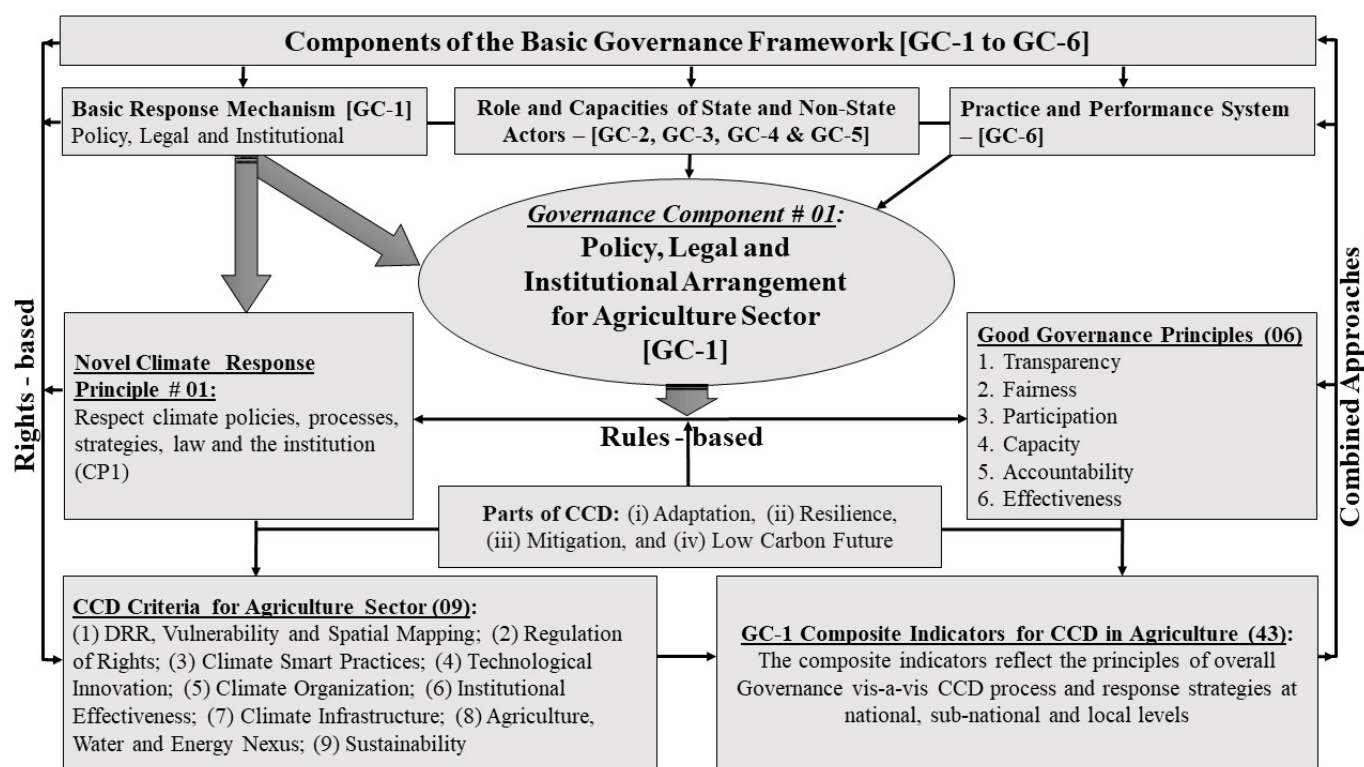 Components of the Basic Governance Framework [GC-1 to GC-6]
Basic Response Mechanism [GC-1]
Policy, Legal and Institutional
Role and Capacities of State and Non-State
Actors – [GC-2, GC-3, GC-4 & GC-5]
Practice and Performance System
– [GC-6]
Governance Component # 01:
Policy, Legal and
Institutional Arrangement
for Agriculture Sector
[GC-1]
Rights - based
Novel Climate Response
Principle # 01:
Respect climate policies, processes,
strategies, law and the institution
(CP1)
Rules - based
Good Governance Principles (06)
1. Transparency
2. Fairness
3. Participation
4. Capacity
5. Accountability
6. Effectiveness
Combined Approaches
Parts of CCD: (i) Adaptation, (ii) Resilience,
(iii) Mitigation, and (iv) Low Carbon Future
CCD Criteria for Agriculture Sector (09):
(1) DRR, Vulnerability and Spatial Mapping; (2) Regulation
of Rights; (3) Climate Smart Practices; (4) Technological
Innovation; (5) Climate Organization; (6) Institutional
Effectiveness; (7) Climate Infrastructure; (8) Agriculture,
Water and Energy Nexus; (9) Sustainability
GC-1 Composite Indicators for CCD in Agriculture (43):
The composite indicators reflect the principles of overall
Governance vis-a-vis CCD process and response strategies at
national, sub-national and local levels